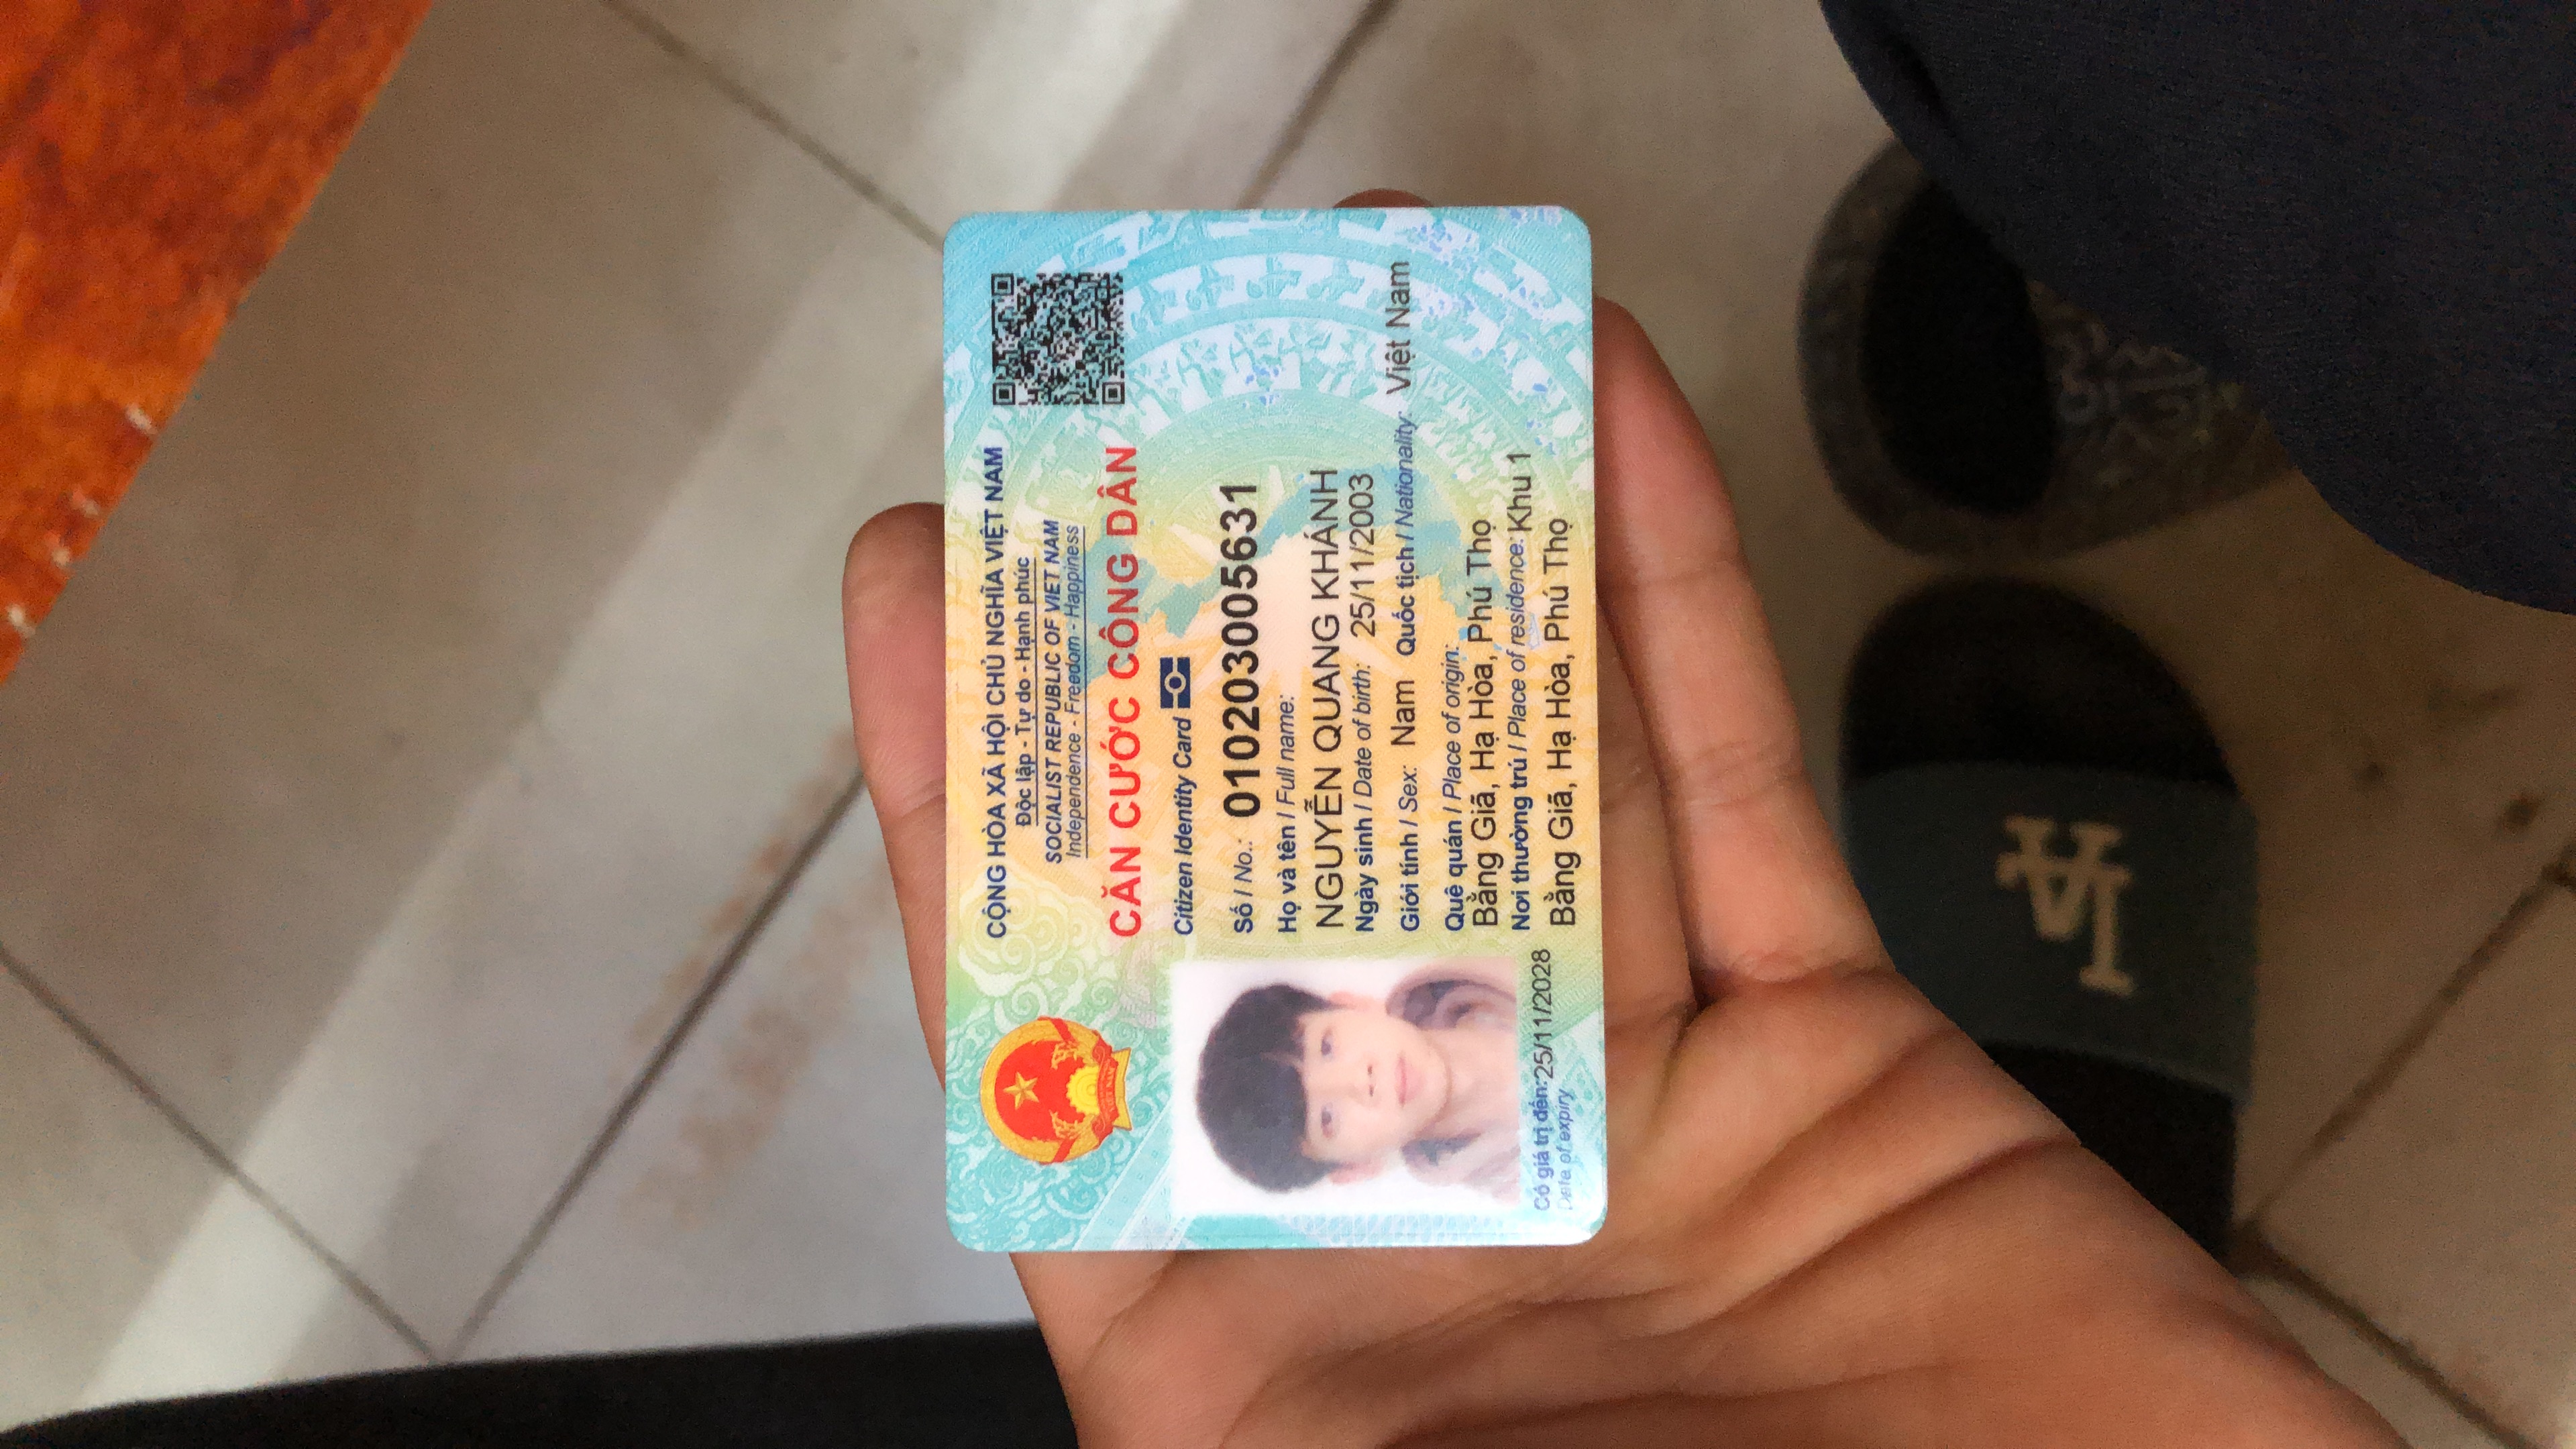 CỘNG HÒA XÃ HỘI CHỦ NGHĨA VIỆT NAM
Độc lập - Tự do - Hạnh phúc
SOCIALIST REPUBLIC OF VIET NAM
Independence - Freedom - Happiness
CĂN CƯỚC CÔNG DÂN
Citizen Identity Card
Số / No.: 010203005631
Họ và tên / Full name:
NGUYỄN QUANG KHÁNH
Ngày sinh / Date of birth: 25/11/2003
Giới tính / Sex: Nam Quốc tịch / Nationality: Việt Nam
Quê quán / Place of origin:
Bằng Giã, Hạ Hòa, Phú Thọ
Nơi thường trú / Place of residence: Khu 1
Bằng Giã, Hạ Hòa, Phú Thọ
Có giá trị đến: 25/11/2028
Date of expiry
VIỆT NAM
LA